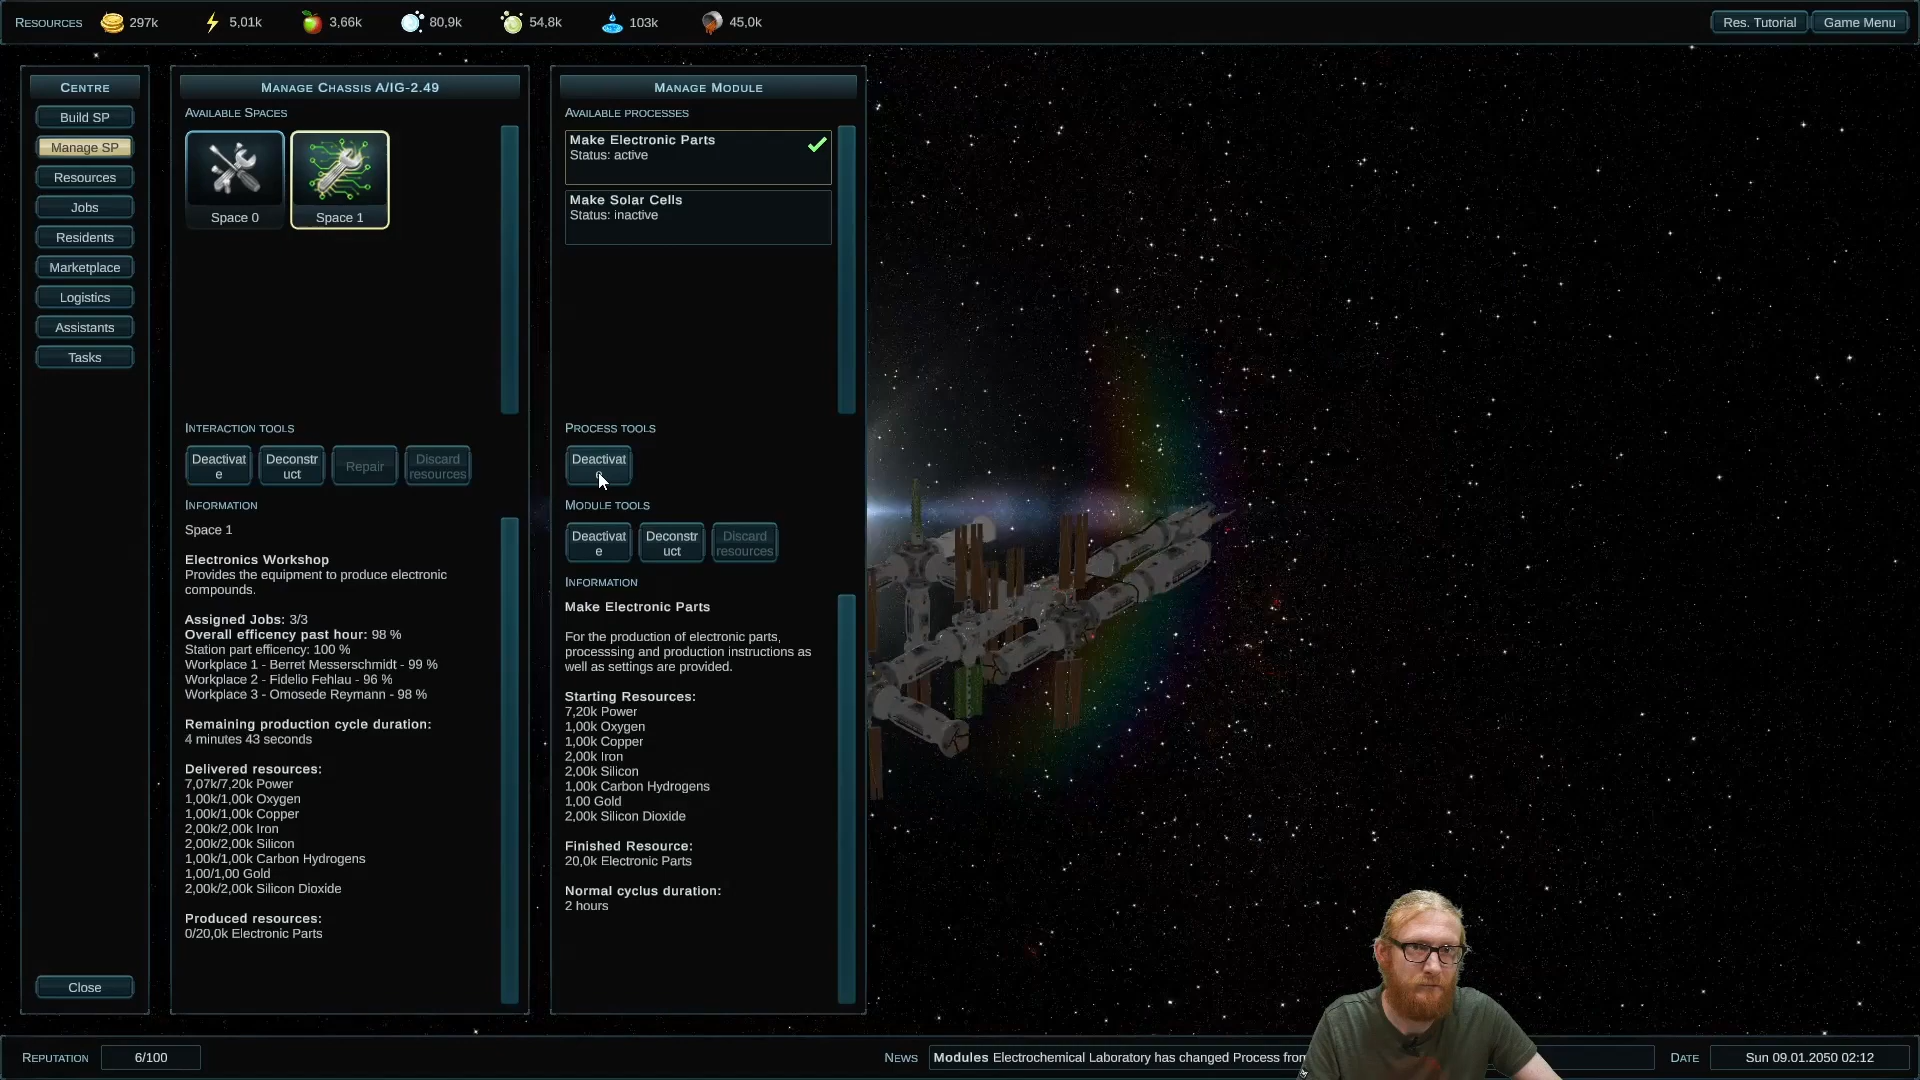 Resources 297k 5,01k 3,66k 80,9k 54,8k 103k 45,0k Res. Tutorial Game Menu
Centre
Build SP
Manage SP
Resources
Jobs
Residents
Marketplace
Logistics
Assistants
Tasks
Close
Manage Chassis A/IG-2.49
Available Spaces
Space 0 Space 1
Interaction tools
Deactivat Deconstr Repair Discard
e uct resources
Information
Space 1
Electronics Workshop
Provides the equipment to produce electronic
compounds.
Assigned Jobs: 3/3
Overall efficency past hour: 98 %
Station part efficency: 100 %
Workplace 1 - Berret Messerschmidt - 99 %
Workplace 2 - Fidelio Fehlau - 96 %
Workplace 3 - Omosede Reymann - 98 %
Remaining production cycle duration:
4 minutes 43 seconds
Delivered resources:
7,07k/7,20k Power
1,00k/1,00k Oxygen
1,00k/1,00k Copper
2,00k/2,00k Iron
2,00k/2,00k Silicon
1,00k/1,00k Carbon Hydrogens
1,00/1,00 Gold
2,00k/2,00k Silicon Dioxide
Produced resources:
0/20,0k Electronic Parts
Manage Module
Available processes
Make Electronic Parts
Status: active
Make Solar Cells
Status: inactive
Process tools
Deactivat
Module tools
Deactivat Deconstr Discard
e uct resources
Information
Make Electronic Parts
For the production of electronic parts,
processsing and production instructions as
well as settings are provided.
Starting Resources:
7,20k Power
1,00k Oxygen
1,00k Copper
2,00k Iron
2,00k Silicon
1,00k Carbon Hydrogens
1,00 Gold
2,00k Silicon Dioxide
Finished Resource:
20,0k Electronic Parts
Normal cyclus duration:
2 hours
Reputation 6/100 News Modules Electrochemical Laboratory has changed Process from Date Sun 09.01.2050 02:12